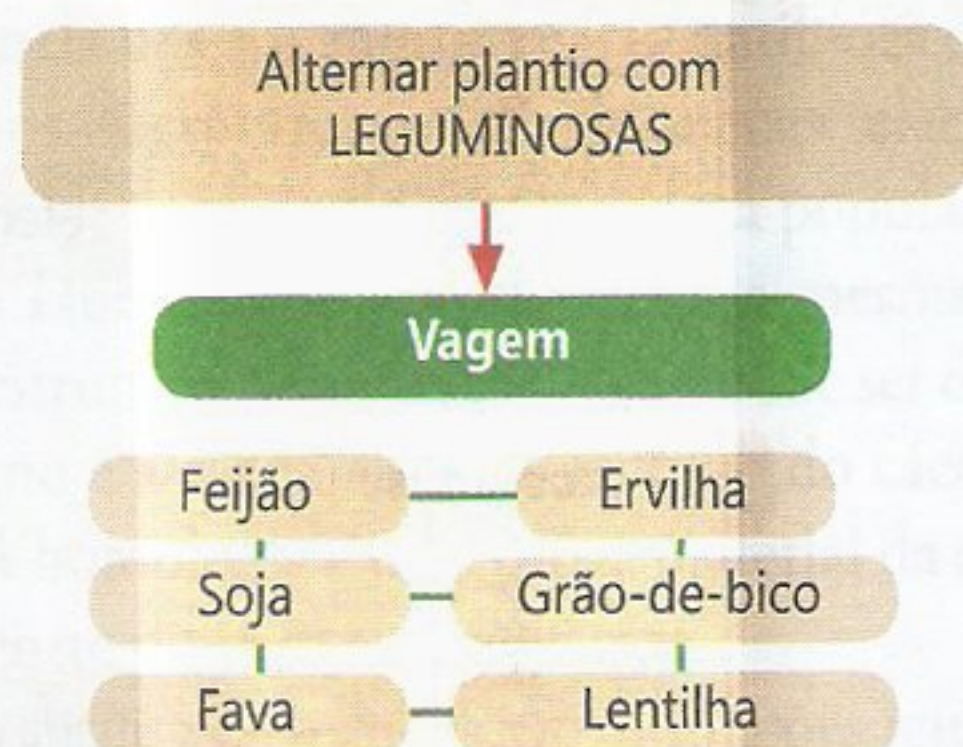 Alternar plantio com
LEGUMINOSAS
Vagem
Feijão Ervilha
Soja Grão-de-bico
Fava Lentilha